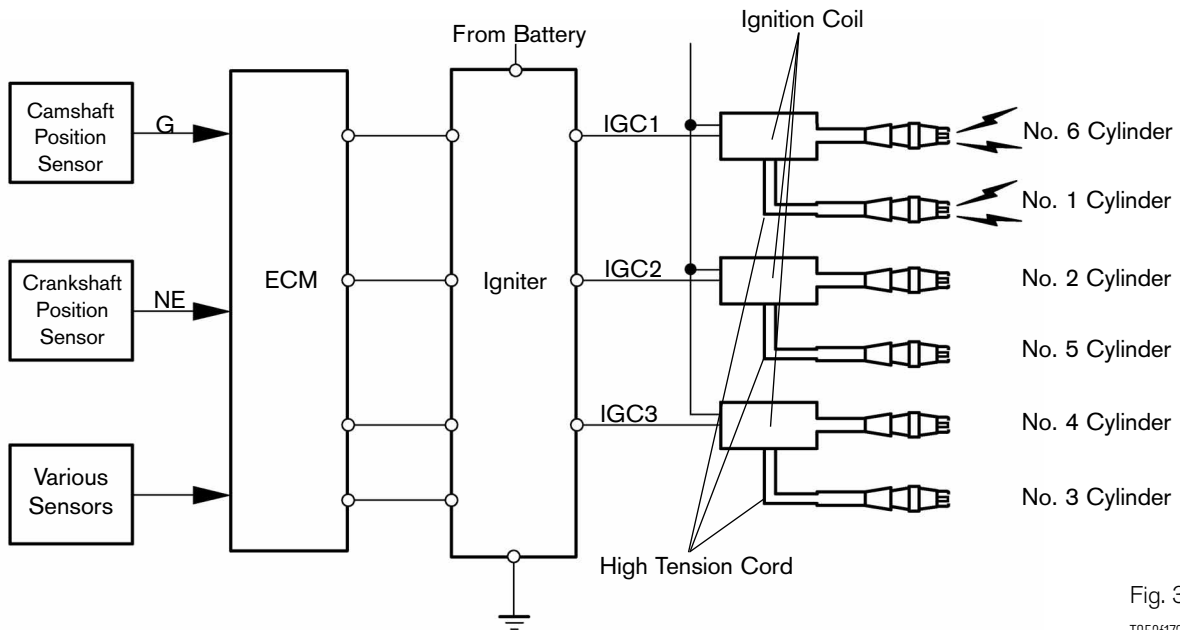 Ignition Coil
From Battery
Camshaft
Position
Sensor
G
IGC1
No. 6 Cylinder
No. 1 Cylinder
Crankshaft
Position
Sensor
NE
ECM
Igniter
IGC2
No. 2 Cylinder
No. 5 Cylinder
IGC3
No. 4 Cylinder
Various
Sensors
No. 3 Cylinder
High Tension Cord
Fig. 3